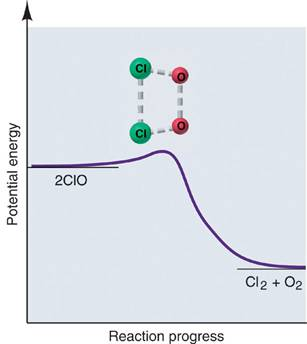 Cl
O
Cl
O
Potential energy
2ClO
Cl₂ + O₂
Reaction progress